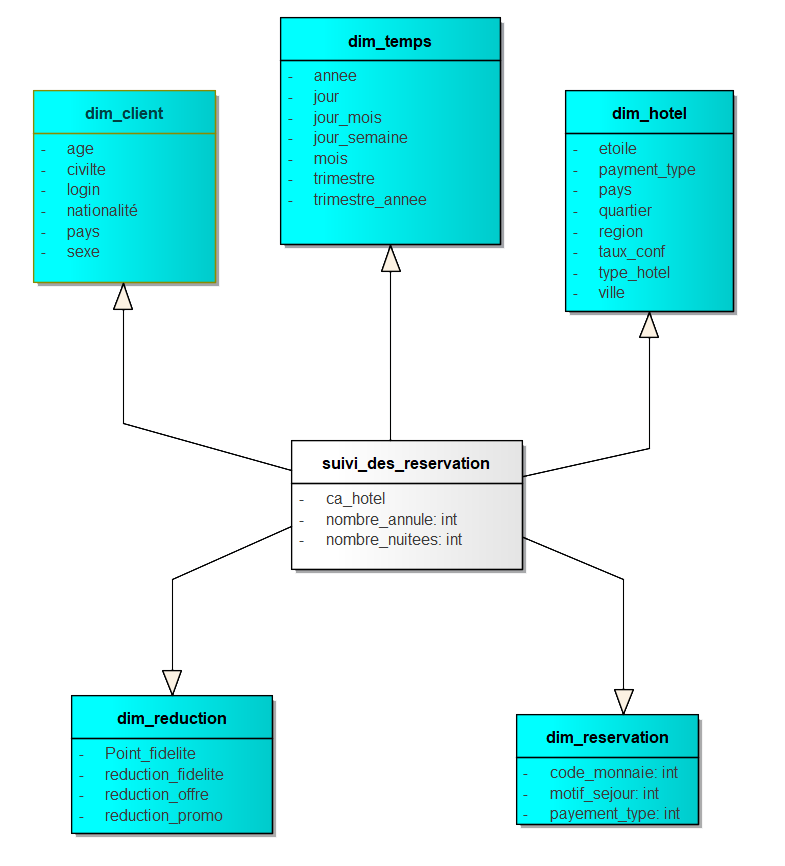 dim_temps
- annee
- jour
- jour_mois
- jour_semaine
- mois
- trimestre
- trimestre_annee
dim_client
- age
- civilte
- login
- nationalité
- pays
- sexe
dim_hotel
- etoile
- payment_type
- pays
- quartier
- region
- taux_conf
- type_hotel
- ville
suivi_des_reservation
- ca_hotel
- nombre_annule: int
- nombre_nuitees: int
dim_reduction
- Point_fidelite
- reduction_fidelite
- reduction_offre
- reduction_promo
dim_reservation
- code_monnaie: int
- motif_sejour: int
- payement_type: int